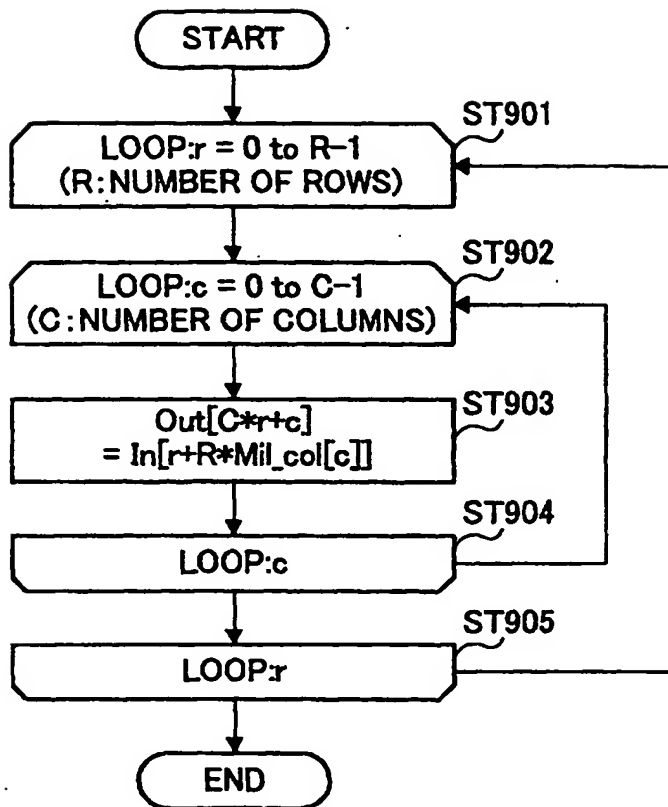 START
ST901
LOOP:r = 0 to R-1
(R:NUMBER OF ROWS)
ST902
LOOP:c = 0 to C-1
(C:NUMBER OF COLUMNS)
ST903
Out[C*r+c]
= In[r+R*Mil_col[c]]
ST904
LOOP:c
ST905
LOOP:r
END